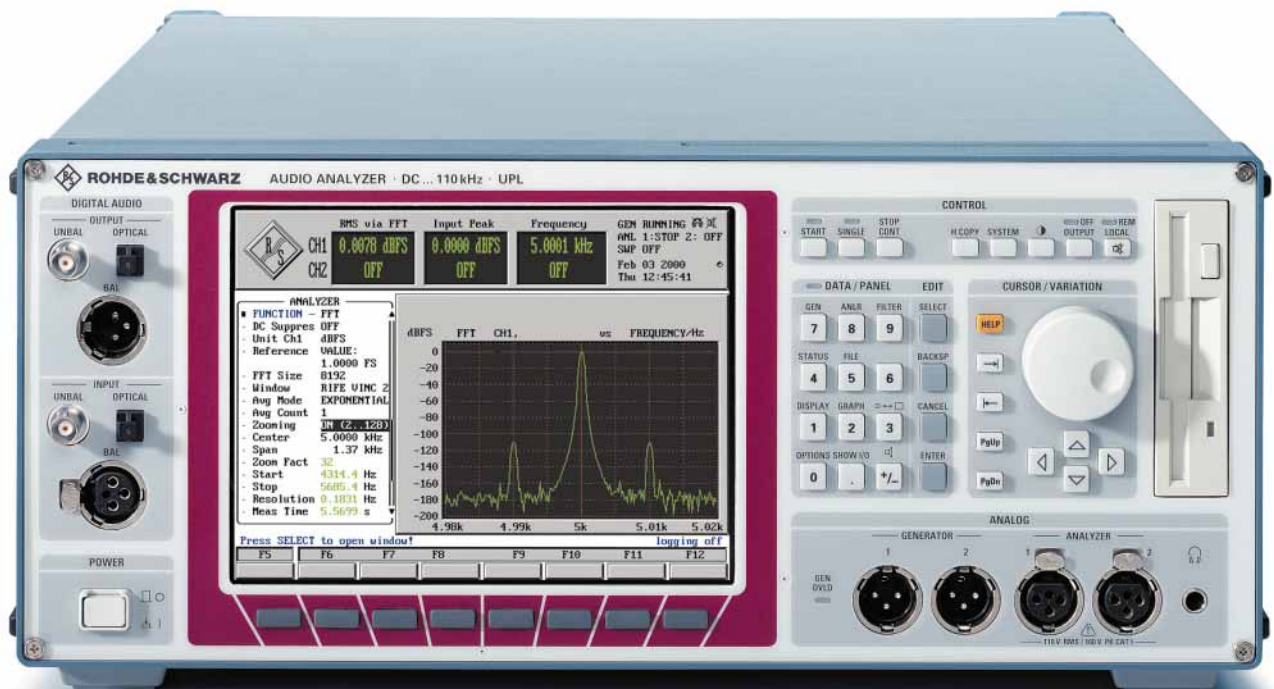 ROHDE & SCHWARZ AUDIO ANALYZER · DC ... 110 kHz · UPL
DIGITAL AUDIO
OUTPUT
UNBAL OPTICAL
BAL
INPUT
UNBAL OPTICAL
BAL
POWER
RMS via FFT Input Peak Frequency
CH1 0.0078 dBFS 0.0000 dBFS 5.0001 kHz
CH2 OFF OFF OFF
GEN RUNNING
ANL 1:STOP 2: OFF
SWP OFF
Feb 03 2000
Thu 12:45:41
ANALYZER
FUNCTION - FFT
- DC Suppres OFF
- Unit Ch1 dBFS
- Reference VALUE:
1.0000 FS
- FFT Size 8192
- Window RIFE VINC 2
- Avg Mode EXPONENTIAL
- Avg Count 1
- Zooming ON (2..128)
- Center 5.0000 kHz
- Span 1.37 kHz
- Zoom Fact 32
- Start 4314.4 Hz
- Stop 5685.4 Hz
- Resolution 0.1831 Hz
- Meas Time 5.5699 s
dBFS FFT CH1, vs FREQUENCY/Hz
0
-20
-40
-60
-80
-100
-120
-140
-160
-180
-200
4.98k 4.99k 5k 5.01k 5.02k
Press SELECT to open window! logging off
F5 F6 F7 F8 F9 F10 F11 F12
CONTROL
START SINGLE STOP CONT H COPY SYSTEM OFF OUTPUT REM LOCAL
DATA / PANEL EDIT
GEN ANLR FILTER SELECT
7 8 9
STATUS FILE BACKSP
4 5 6
DISPLAY GRAPH CANCEL
1 2 3
OPTIONS SHOW I/O ENTER
0 . +/-
CURSOR / VARIATION
HELP
PgUp
PgDn
ANALOG
GENERATOR ANALYZER
1 2 1 2
GEN
OVLD